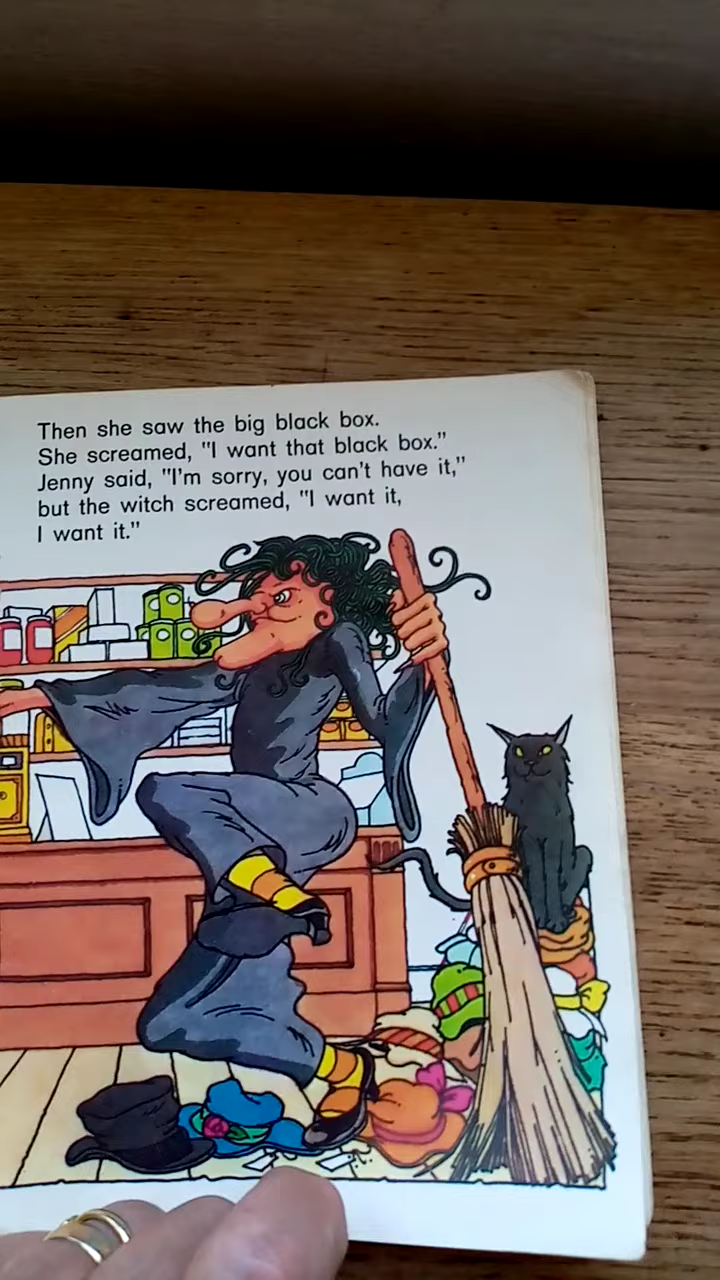 Then she saw the big black box.
She screamed, "I want that black box."
Jenny said, "I'm sorry, you can't have it,"
but the witch screamed, "I want it,
I want it."